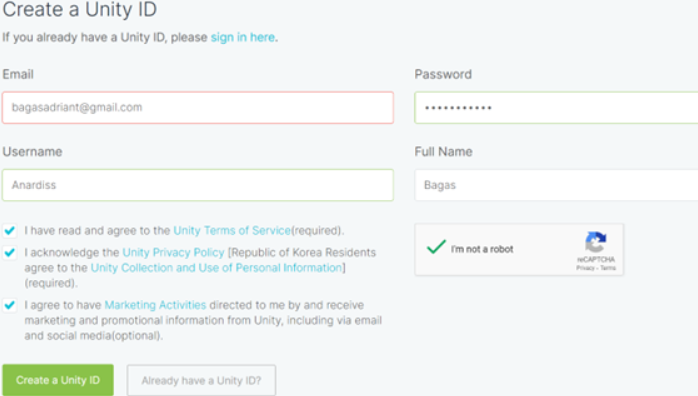 Create a Unity ID
If you already have a Unity ID, please sign in here.
Email
Password
bagasadriant@gmail.com
•••••••••••
Username
Full Name
Anardiss
Bagas
I have read and agree to the Unity Terms of Service(required).
I acknowledge the Unity Privacy Policy [Republic of Korea Residents
agree to the Unity Collection and Use of Personal Information]
(required).
I'm not a robot
reCAPTCHA
Privacy - Terms
I agree to have Marketing Activities directed to me by and receive
marketing and promotional information from Unity, including via email
and social media(optional).
Create a Unity ID
Already have a Unity ID?